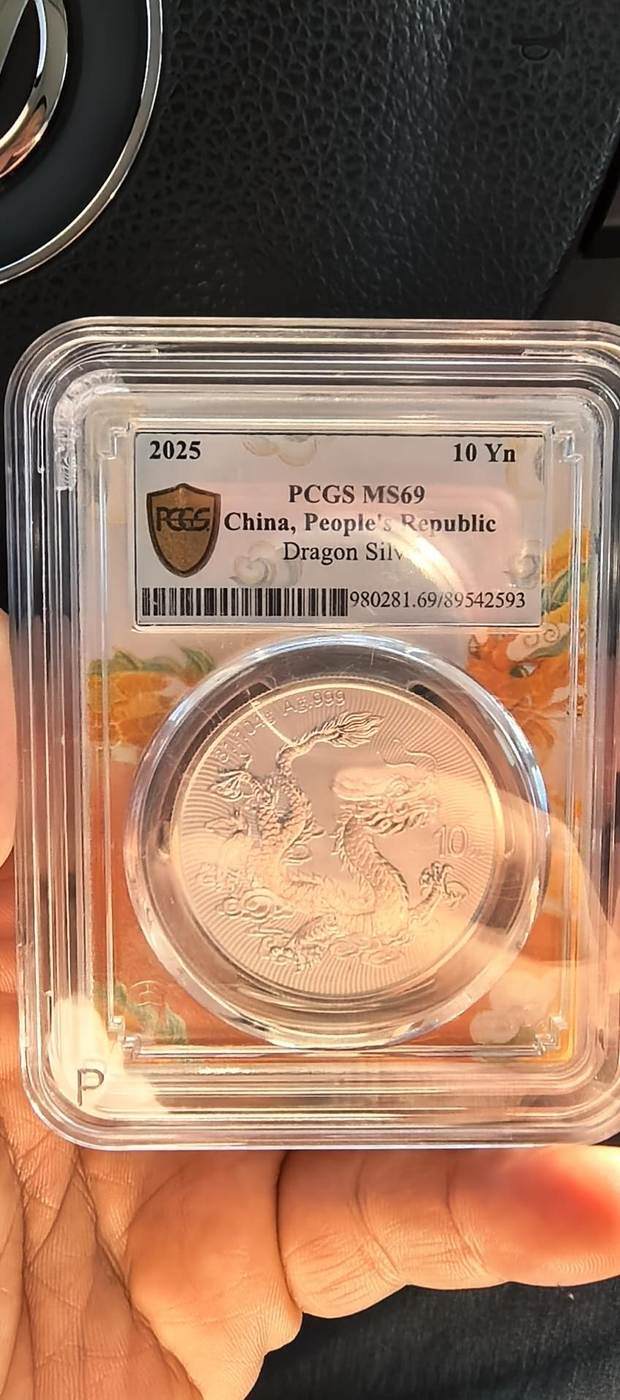 2025 10 Yn
PCGS MS69
PCGS China, People's Republic
Dragon
980281.69/89542593
Ag.999
10
P